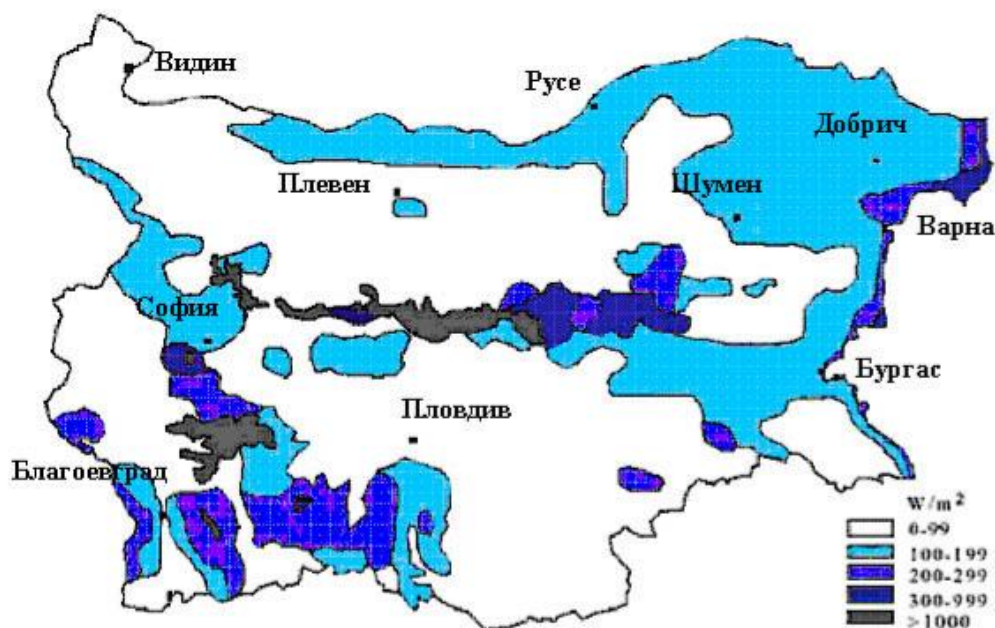 Видин
Русе
Добрич
Плевен
Шумен
Варна
София
Бургас
Пловдив
Благоевград
W/m²
0-99
100-199
200-299
300-999
>1000